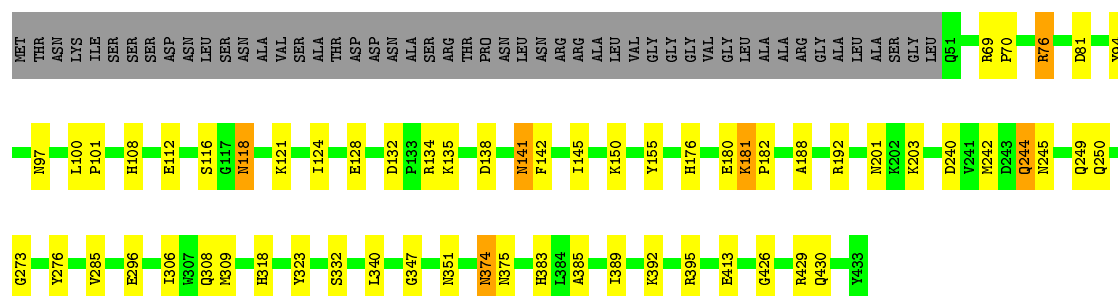 MET THR ASN LYS ILE SER SER SER ASP ASN LEU SER ASN ALA VAL SER ALA THR ASP ASP ASN ALA SER ARG THR PRO ASN LEU ASN ARG ARG ALA LEU VAL GLY GLY GLY VAL GLY LEU ALA ALA ARG GLY ALA LEU ALA SER GLY LEU Q51 R69 P70 R76 D81
N97 L100 P101 H108 E112 S116 G117 N118 K121 I124 E128 D132 P133 R134 K135 D138 N141 F142 I145 K150 Y155 H176 E180 K181 P182 A188 R192 N201 K202 K203 D240 V241 M242 D243 Q244 N245 Q249 Q250
G273 Y276 V285 E296 I306 W307 Q308 M309 H318 Y323 S332 L340 G347 N351 N374 N375 H383 L384 A385 I389 K392 R395 E413 G426 R429 Q430 Y433